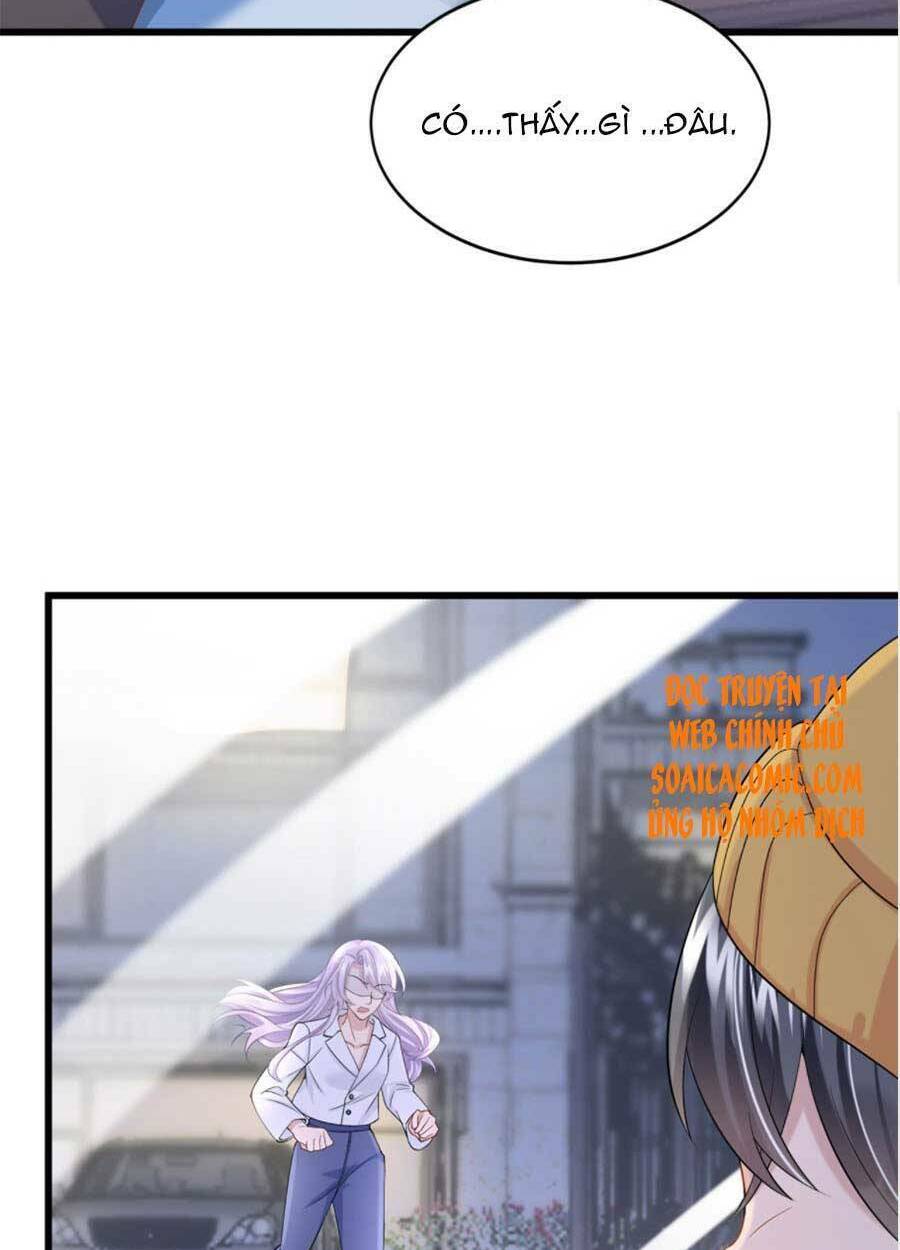 CÓ....THẤY...GÌ ...ĐÂU.
ĐỌC TRUYỆN TẠI
WEB CHÍNH CHỦ
SOAICACOMIC.COM
ỦNG HỘ NHÓM DỊCH